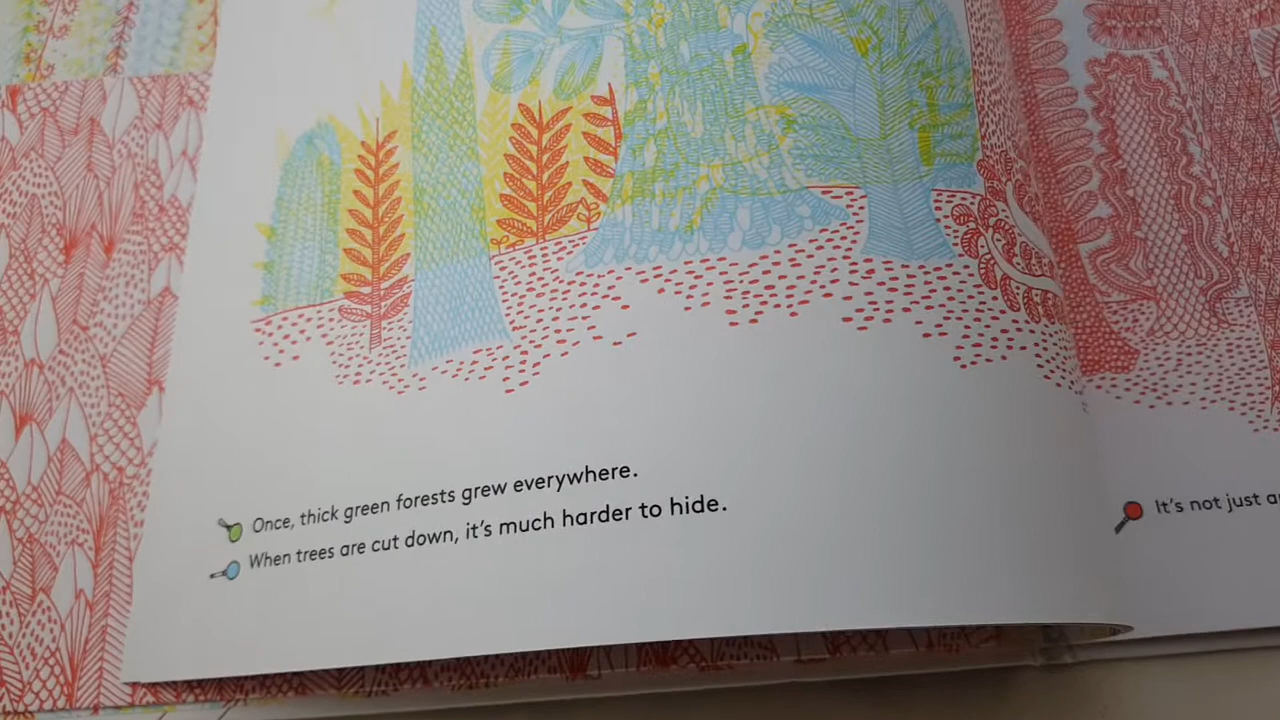 Once, thick green forests grew everywhere.
When trees are cut down, it's much harder to hide.
It's not just